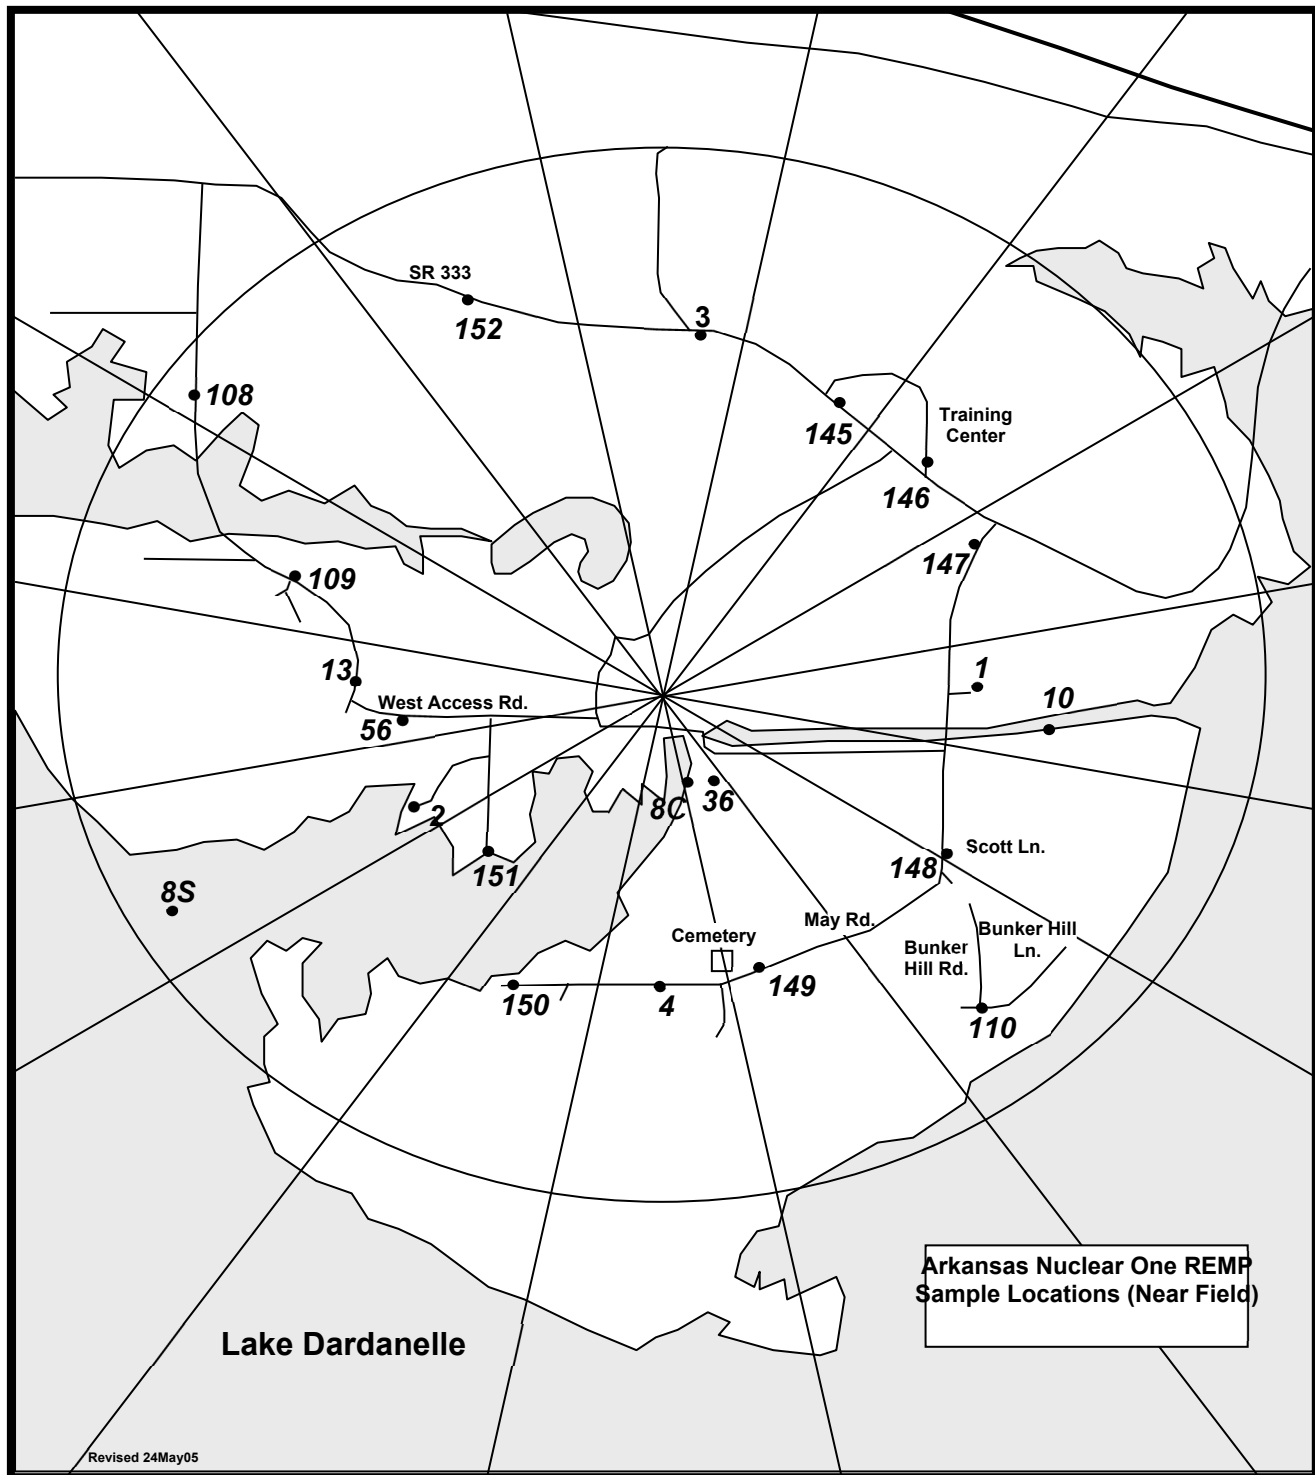 SR 333
152
3
108
145
Training
Center
146
147
109
13
West Access Rd.
56
1
10
2
8C
36
151
148
Scott Ln.
8S
May Rd.
Cemetery
Bunker
Hill Rd.
Bunker Hill
Ln.
150
4
149
110
Arkansas Nuclear One REMP
Sample Locations (Near Field)
Lake Dardanelle
Revised 24May05